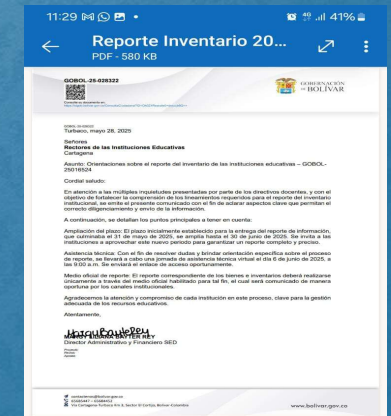 11:29
4G 41%
Reporte Inventario 20...
PDF - 580 KB
GOBOL-25-028322
GOBERNACIÓN
DE BOLÍVAR
GOBOL-25-028322
Turbaco, mayo 28, 2025
Señores
Rectores de las Instituciones Educativas
Cartagena
Asunto: Orientaciones sobre el reporte del inventario de las instituciones educativas – GOBOL-
25016524
Cordial saludo:
En atención a las múltiples inquietudes presentadas por parte de los directivos docentes, y con el
objetivo de facilitar la comprensión de los lineamientos requeridos para el reporte del inventario
institucional, se emite el presente comunicado con el fin de aclarar aspectos clave que permitan el
correcto diligenciamiento y envío de la información.
A continuación, se detallan los puntos principales a tener en cuenta:
Ampliación del plazo: El plazo inicialmente establecido para la entrega del reporte de información,
que culminaba el 31 de mayo de 2025, se amplía hasta el 30 de junio de 2025. Se invita a las
instituciones a aprovechar este nuevo periodo para garantizar un reporte completo y preciso.
Asistencia técnica: Con el fin de resolver dudas y brindar orientación específica sobre el proceso
de reporte, se llevará a cabo una jornada de asistencia técnica virtual el día 6 de junio de 2025, a
las 9:00 a.m. Se enviará el enlace de acceso oportunamente.
Medio oficial de reporte: El reporte correspondiente de los bienes e inventarios deberá realizarse
únicamente a través del medio oficial habilitado para tal fin, el cual será comunicado de manera
oportuna por los canales institucionales.
Agradecemos la atención y compromiso de cada institución en este proceso, clave para la gestión
adecuada de los recursos educativos.
Atentamente,
BAYTER REY
Director Administrativo y Financiero SED
www.bolivar.gov.co